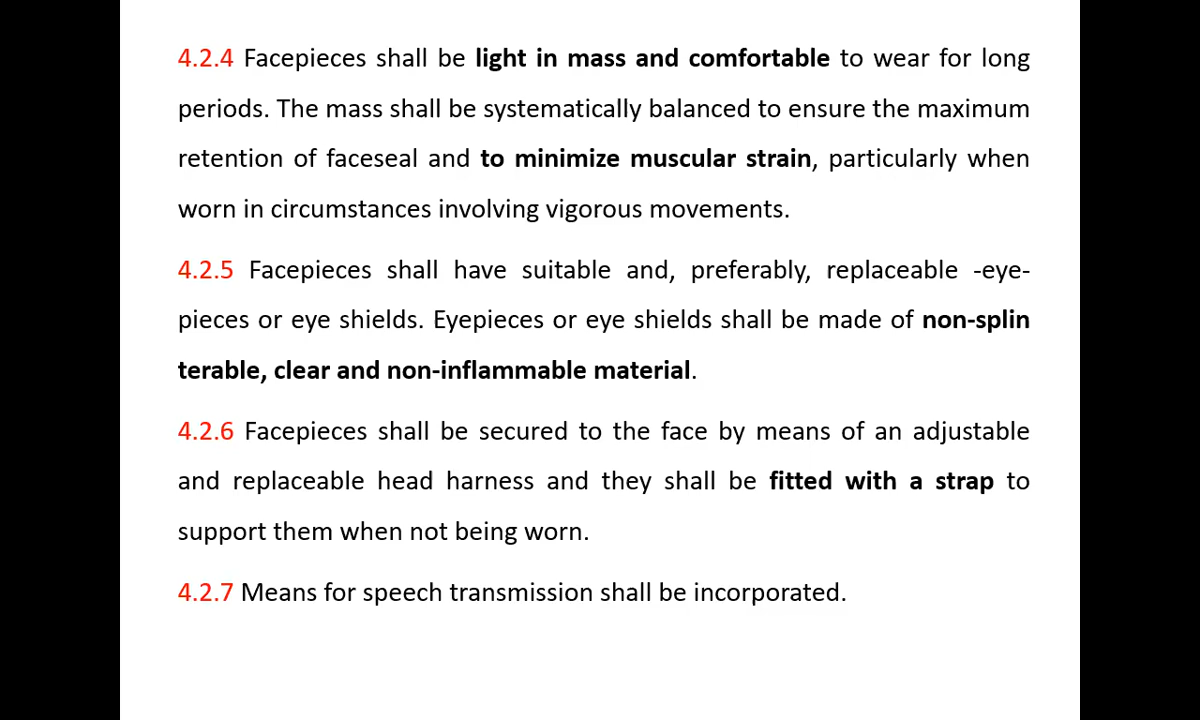 4.2.4 Facepieces shall be light in mass and comfortable to wear for long
periods. The mass shall be systematically balanced to ensure the maximum
retention of faceseal and to minimize muscular strain, particularly when
worn in circumstances involving vigorous movements.
4.2.5 Facepieces shall have suitable and, preferably, replaceable -eye-
pieces or eye shields. Eyepieces or eye shields shall be made of non-splin
terable, clear and non-inflammable material.
4.2.6 Facepieces shall be secured to the face by means of an adjustable
and replaceable head harness and they shall be fitted with a strap to
support them when not being worn.
4.2.7 Means for speech transmission shall be incorporated.